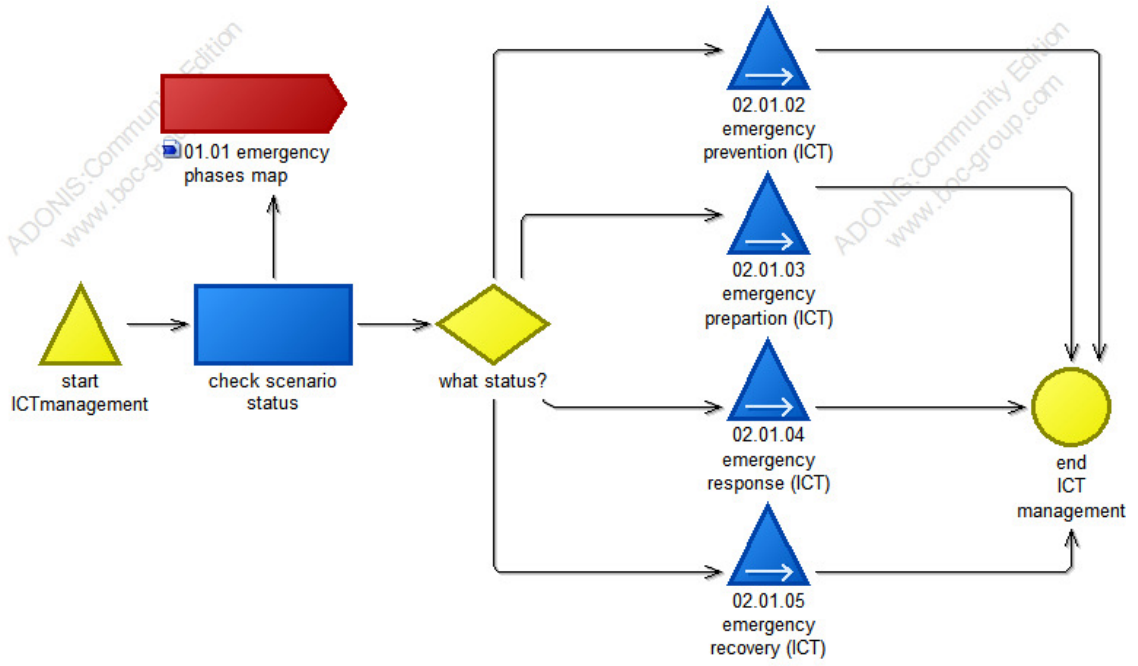 ADONIS:Community Edition
www.boc-group.com
ADONIS:Community Edition
www.boc-group.com
01.01 emergency
phases map
start
ICTmanagement
check scenario
status
what status?
02.01.02
emergency
prevention (ICT)
02.01.03
emergency
prepartion (ICT)
02.01.04
emergency
response (ICT)
02.01.05
emergency
recovery (ICT)
end
ICT
management